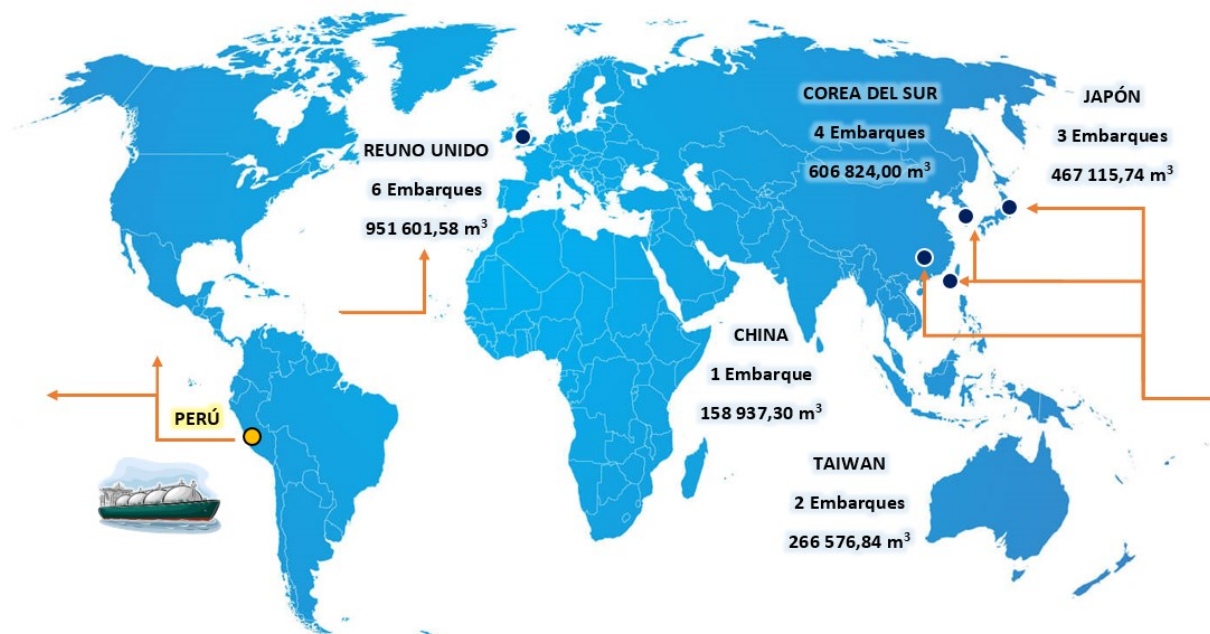 REUNO UNIDO
6 Embarques
951 601,58 m³
COREA DEL SUR
4 Embarques
606 824,00 m³
JAPÓN
3 Embarques
467 115,74 m³
CHINA
1 Embarque
158 937,30 m³
PERÚ
TAIWAN
2 Embarques
266 576,84 m³